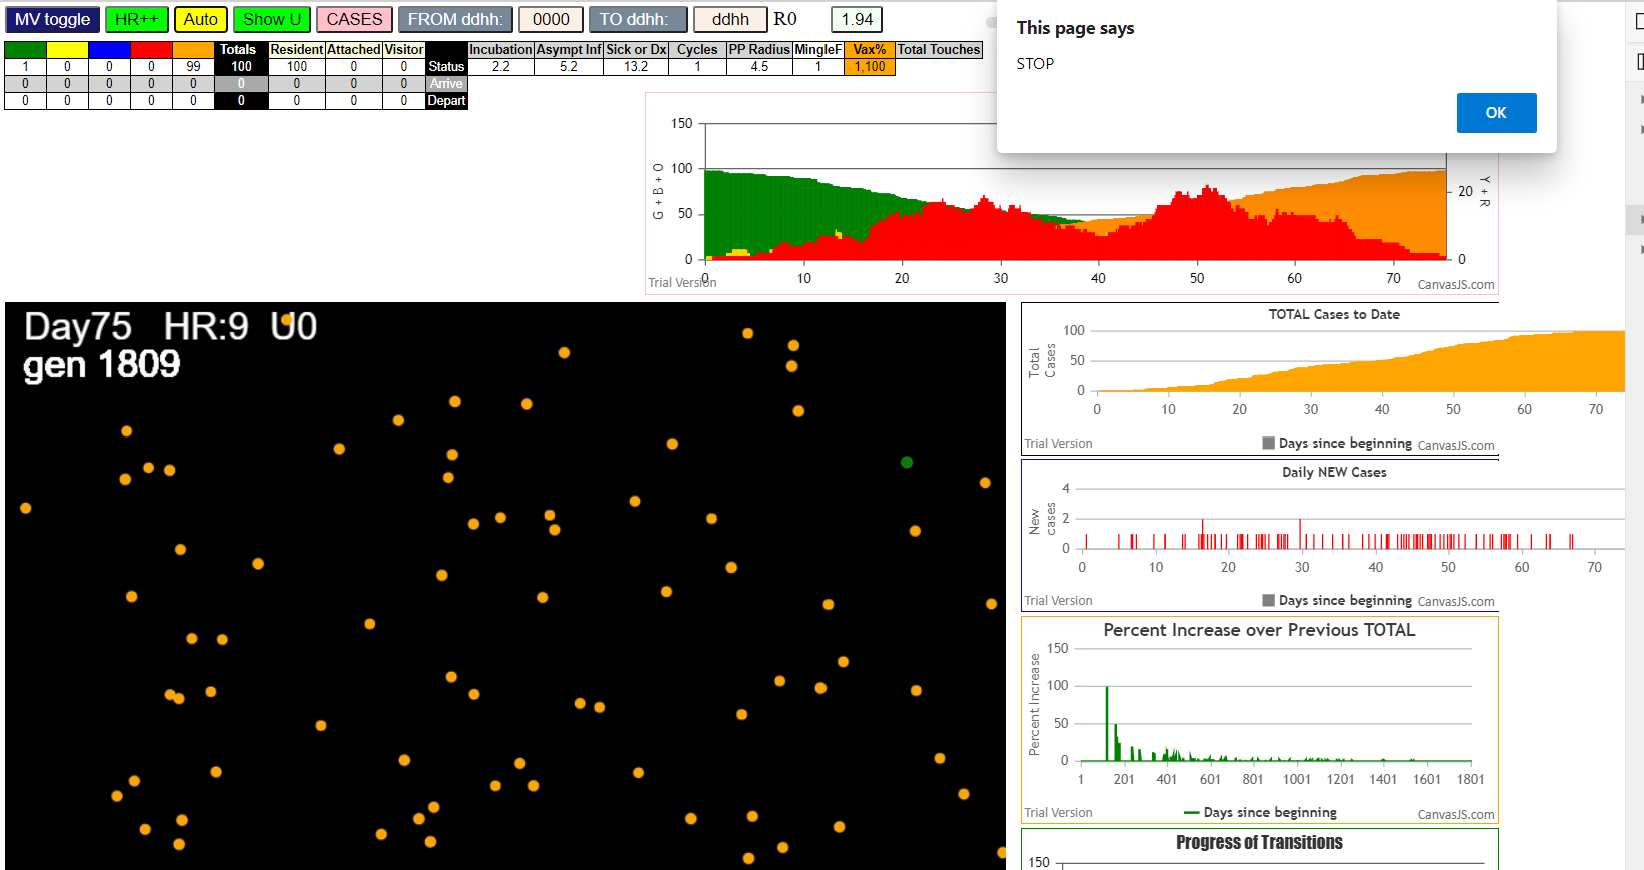 MV toggle HR++ Auto Show U CASES FROM ddhh: 0000 TO ddhh: ddhh R0 1.94
This page says
STOP
OK
Totals Resident Attached Visitor Incubation Asympt Inf Sick or Dx Cycles PP Radius MingleF Vax% Total Touches
1 0 0 0 99 100 100 0 0 Status 2.2 5.2 13.2 1 4.5 1 1,100
0 0 0 0 0 0 0 0 0 Arrive
0 0 0 0 0 0 0 0 0 Depart
150
100
50
0
G + B + O
20
0
Y + R
0 10 20 30 40 50 60 70
Trial Version CanvasJS.com
Day75 HR:9 U0
gen 1809
TOTAL Cases to Date
Total Cases
100
50
0
0 10 20 30 40 50 60 70
Days since beginning
Trial Version CanvasJS.com
Daily NEW Cases
New cases
4
2
0
0 10 20 30 40 50 60 70
Days since beginning
Trial Version CanvasJS.com
Percent Increase over Previous TOTAL
Percent Increase
150
100
50
0
1 201 401 601 801 1001 1201 1401 1601 1801
Days since beginning
Trial Version CanvasJS.com
Progress of Transitions
150